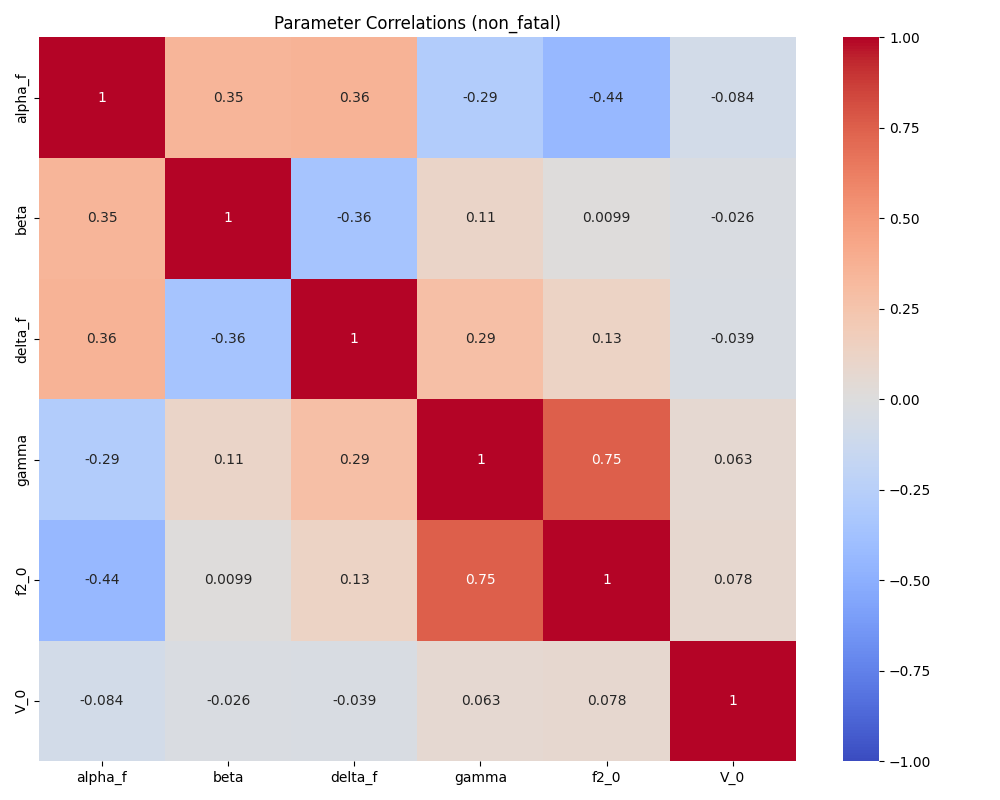 Parameter Correlations (non_fatal)
alpha_f 1 0.35 0.36 -0.29 -0.44 -0.084
beta 0.35 1 -0.36 0.11 0.0099 -0.026
delta_f 0.36 -0.36 1 0.29 0.13 -0.039
gamma -0.29 0.11 0.29 1 0.75 0.063
f2_0 -0.44 0.0099 0.13 0.75 1 0.078
V_0 -0.084 -0.026 -0.039 0.063 0.078 1
alpha_f beta delta_f gamma f2_0 V_0
1.00
0.75
0.50
0.25
0.00
−0.25
−0.50
−0.75
−1.00